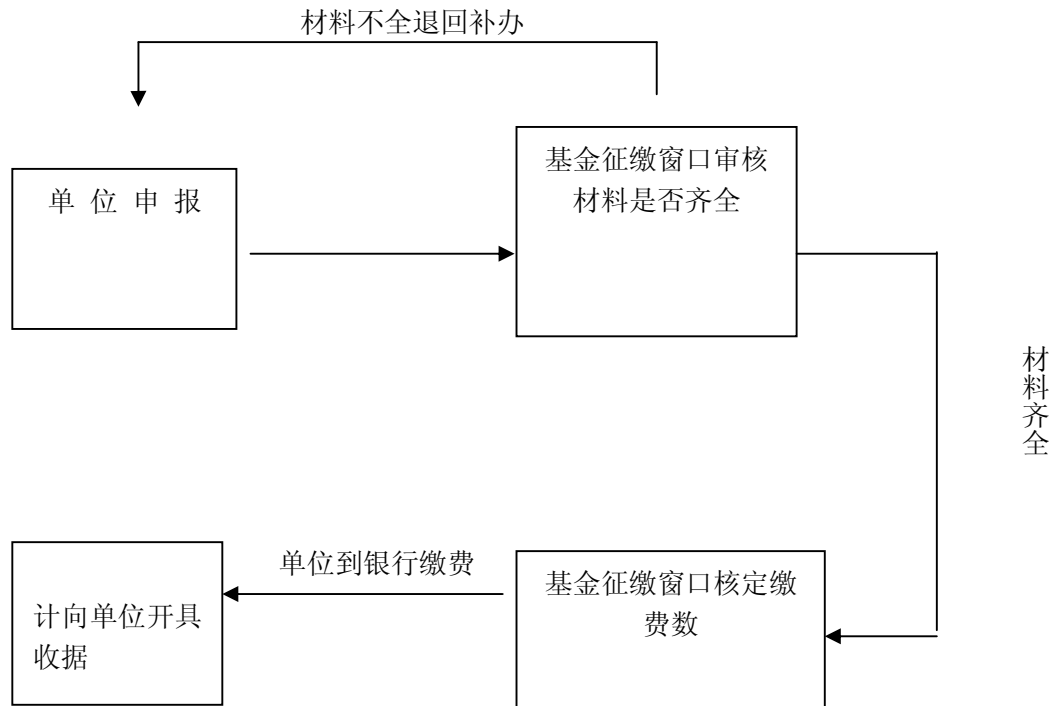 材料不全退回补办
基金征缴窗口审核
材料是否齐全
单 位 申 报
材料齐全
单位到银行缴费
基金征缴窗口核定缴
费数
计向单位开具
收据